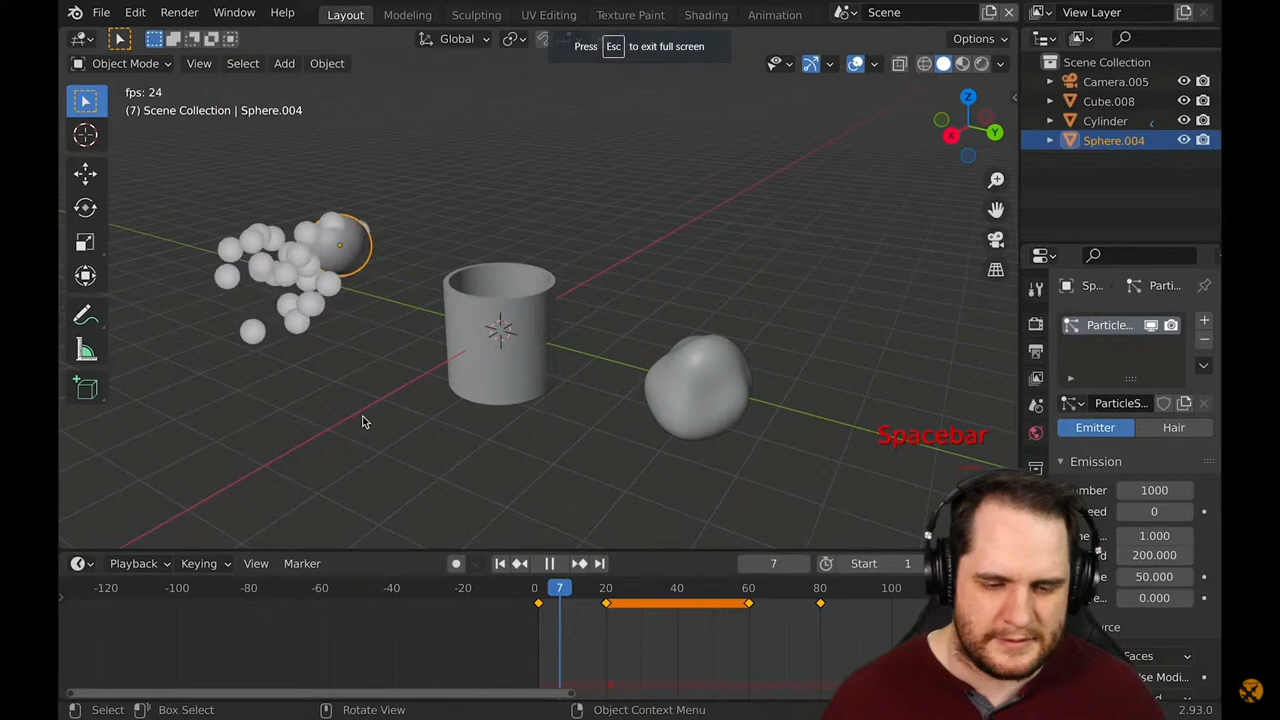 File Edit Render Window Help Layout Modeling Sculpting UV Editing Texture Paint Shading Animation Scene View Layer
Press Esc to exit full screen
Global Options
Object Mode View Select Add Object
fps: 24
(7) Scene Collection | Sphere.004
Scene Collection
Camera.005
Cube.008
Cylinder
Sphere.004
X Y Z
Sp... Parti...
Particle...
ParticleS...
Emitter Hair
Emission
Number 1000
0
1.000
200.000
50.000
0.000
Faces
Spacebar
Playback Keying View Marker 7 Start 1
-120 -100 -80 -60 -40 -20 0 7 20 40 60 80 100
Select Box Select Rotate View Object Context Menu 2.93.0